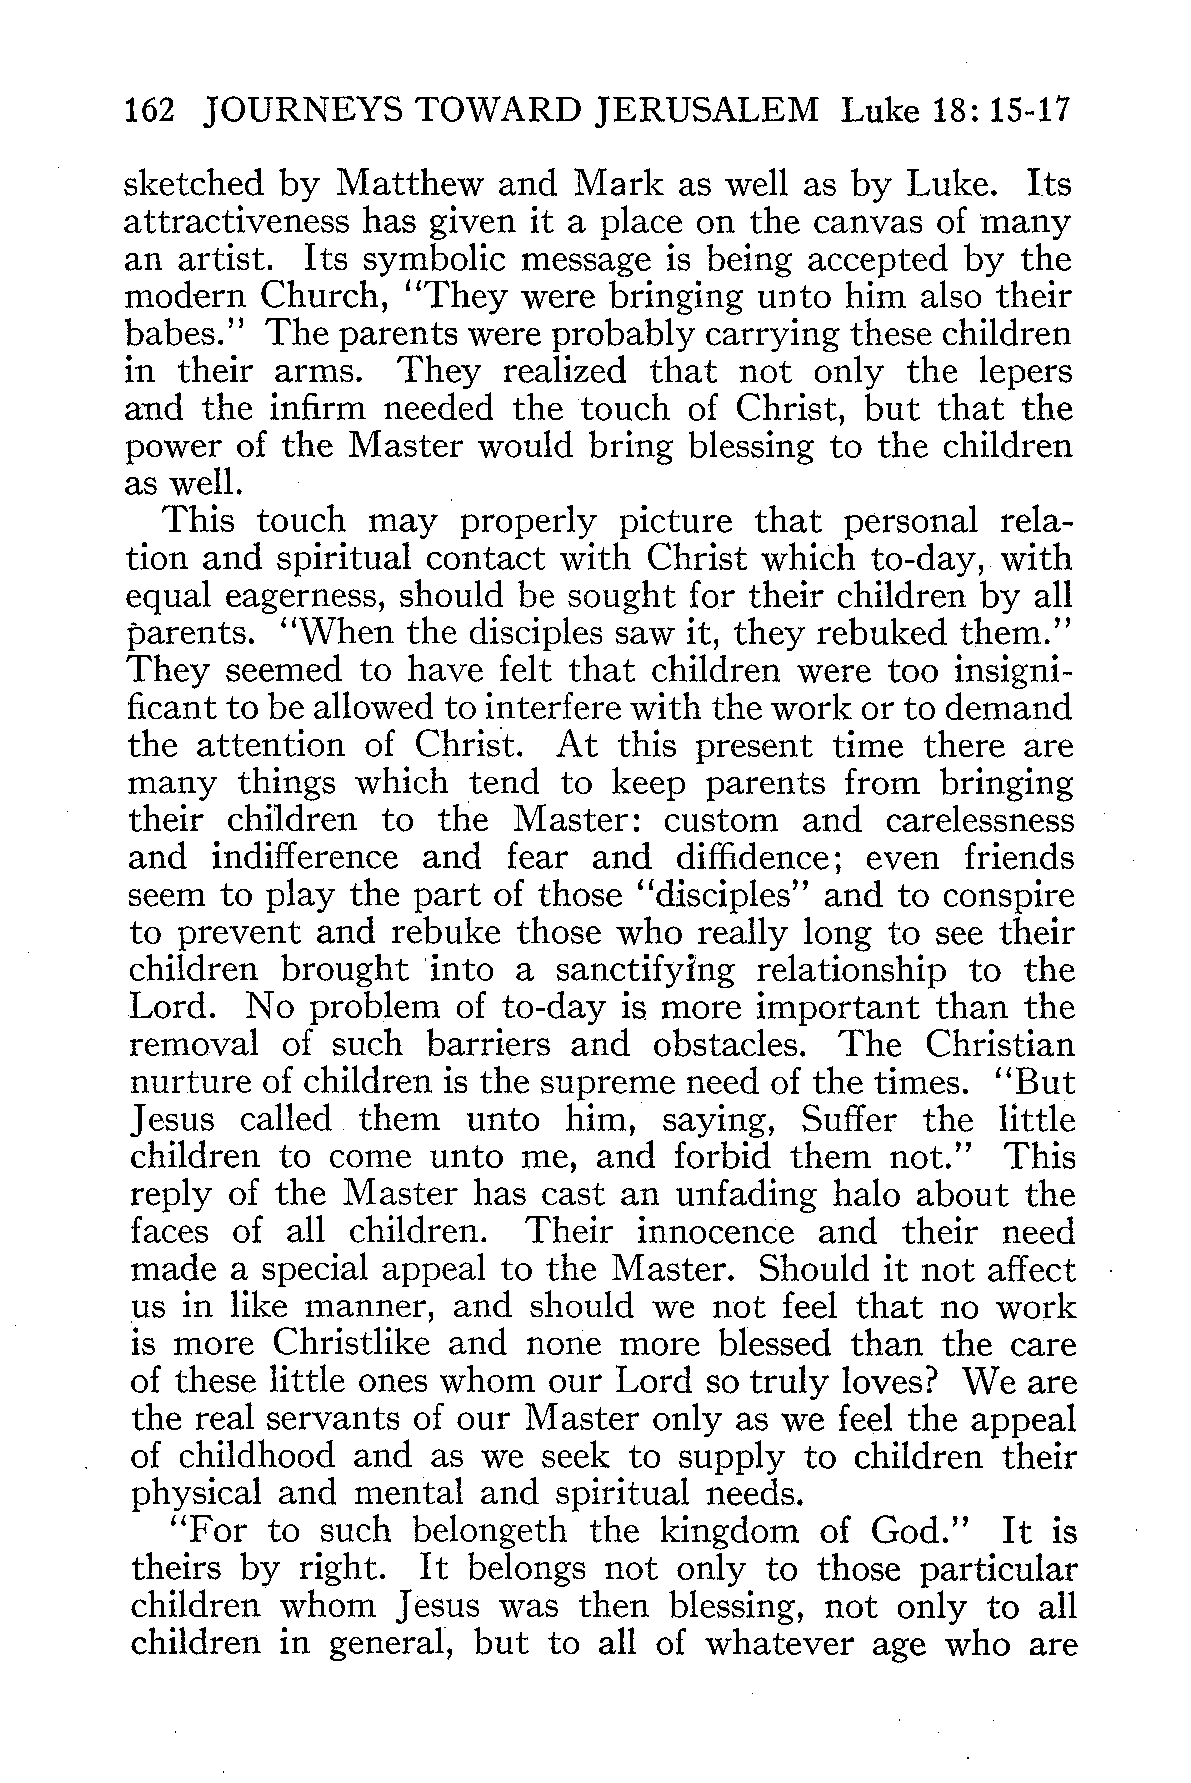 162 JOURNEYS TOWARD JERUSALEM Luke 18: 15-17
sketched by Matthew and Mark as well as by Luke. Its
attractiveness has given it a place on the canvas of many
an artist. Its symbolic message is being accepted by the
modern Church, "They were bringing unto him also their
babes." The parents were probably carrying these children
in their arms. They realized that not only the lepers
and the infirm needed the touch of Christ, but that the
power of the Master would bring blessing to the children
as well.
This touch may properly picture that personal rela-
tion and spiritual contact with Christ which to-day, with
equal eagerness, should be sought for their children by all
parents. "When the disciples saw it, they rebuked them."
They seemed to have felt that children were too insigni-
ficant to be allowed to interfere with the work or to demand
the attention of Christ. At this present time there are
many things which tend to keep parents from bringing
their children to the Master: custom and carelessness
and indifference and fear and diffidence; even friends
seem to play the part of those "disciples" and to conspire
to prevent and rebuke those who really long to see their
children brought into a sanctifying relationship to the
Lord. No problem of to-day is more important than the
removal of such barriers and obstacles. The Christian
nurture of children is the supreme need of the times. "But
Jesus called them unto him, saying, Suffer the little
children to come unto me, and forbid them not." This
reply of the Master has cast an unfading halo about the
faces of all children. Their innocence and their need
made a special appeal to the Master. Should it not affect
us in like manner, and should we not feel that no work
is more Christlike and none more blessed than the care
of these little ones whom our Lord so truly loves? We are
the real servants of our Master only as we feel the appeal
of childhood and as we seek to supply to children their
physical and mental and spiritual needs.
"For to such belongeth the kingdom of God." It is
theirs by right. It belongs not only to those particular
children whom Jesus was then blessing, not only to all
children in general, but to all of whatever age who are